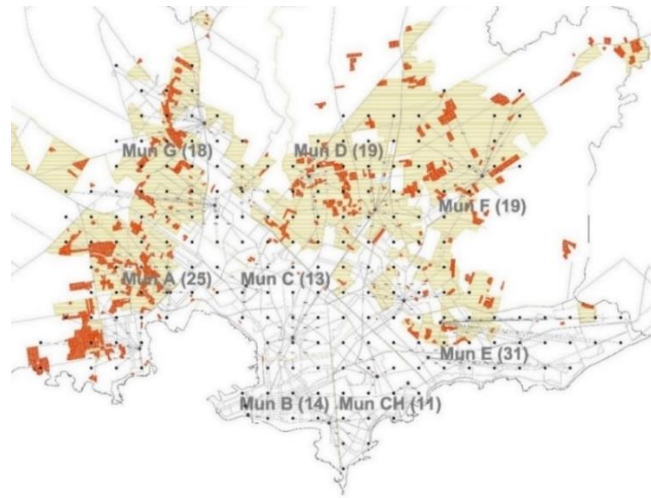 Mun G (18)
Mun D (19)
Mun F (19)
Mun A (25)
Mun C (13)
Mun E (31)
Mun B (14)
Mun CH (11)